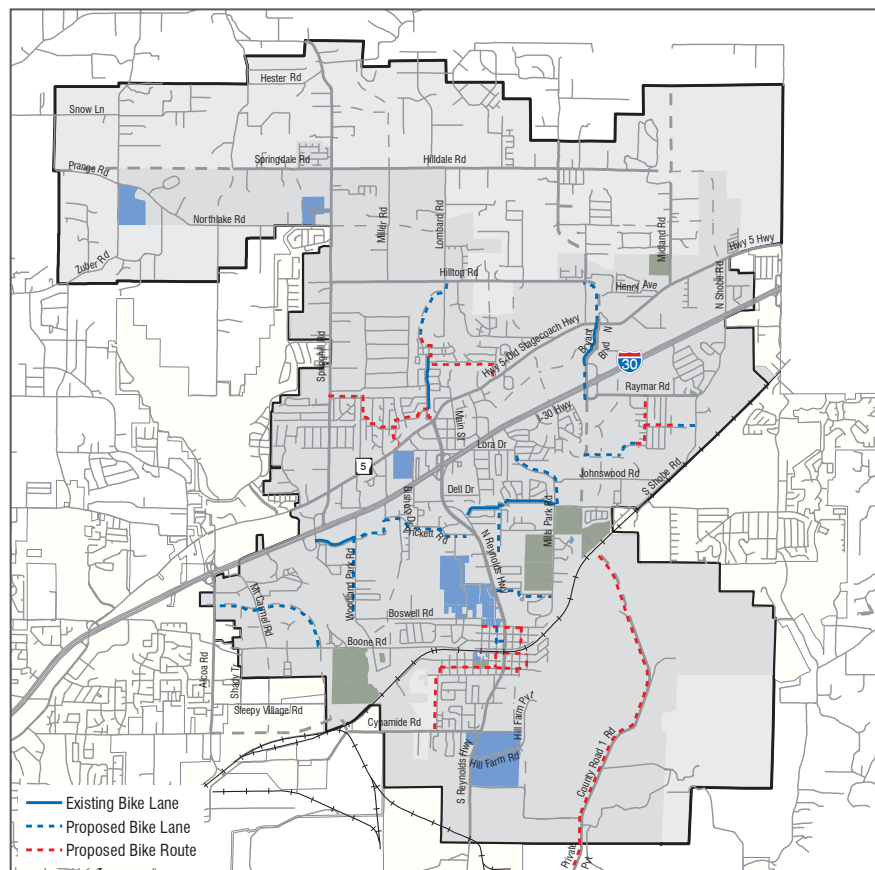 Hester Rd
Snow Ln
Springdale Rd
Hilldale Rd
Prange Rd
Northlake Rd
Miller Rd
Lombard Rd
Midland Rd
Hwy 5 Hwy
Zuber Rd
Hilltop Rd
Henry Ave
N Shobe Rd
Springhill Rd
Hwy 5 Old Stagecoach Hwy
Bryant
Blvd N
30
Raymar Rd
I-30 Hwy
Main St
5
Lora Dr
Johnswood Rd
S Shobe Rd
Dell Dr
Bishop Dr
Prickett Rd
N Reynolds Hwy
Mills Park Rd
Woodland Park Rd
Mt Carmel Rd
Boswell Rd
Boone Rd
Alcoa Rd
Shady Tr
Sleepy Village Rd
Cynamide Rd
Hill Farm Pvt
Hill Farm Rd
S Reynolds Hwy
County Road 1 Rd
Private
Pvt
Existing Bike Lane
Proposed Bike Lane
Proposed Bike Route